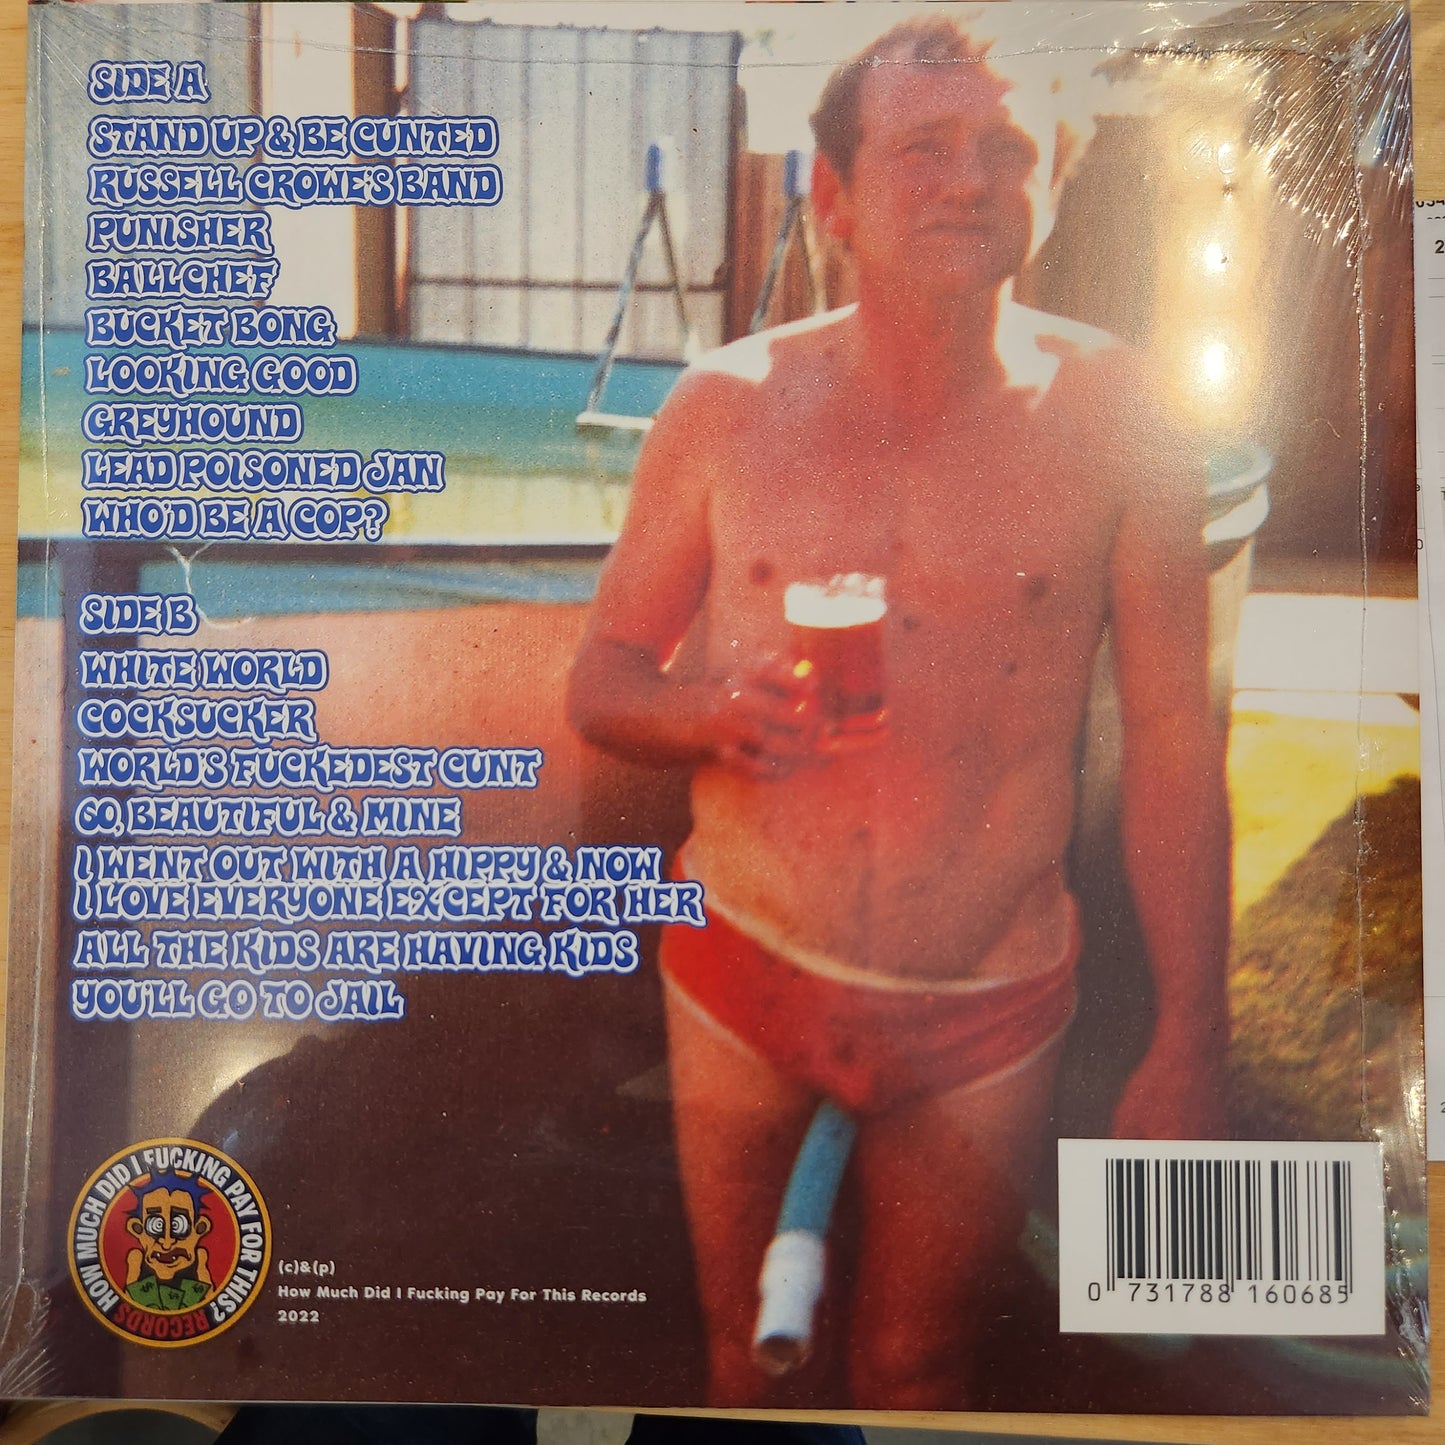 SIDE A
STAND UP & BE CUNTED
RUSSELL CROWE'S BAND
PUNISHER
BALLCHEF
BUCKET BONG
LOOKING GOOD
GREYHOUND
LEAD POISONED JAN
WHO'D BE A COP?
SIDE B
WHITE WORLD
COCKSUCKER
WORLD'S FUCKEDEST CUNT
60, BEAUTIFUL & MINE
I WENT OUT WITH A HIPPY & NOW
I LOVE EVERYONE EXCEPT FOR HER
ALL THE KIDS ARE HAVING KIDS
YOU'LL GO TO JAIL
HOW MUCH DID I FUCKING PAY FOR THIS? RECORDS
(c)&(p)
How Much Did I Fucking Pay For This Records
2022
0 731788 160685